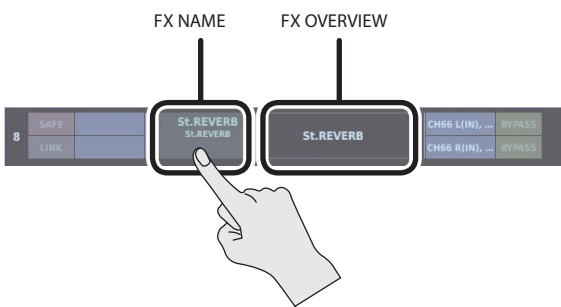 FX NAME
FX OVERVIEW
8
SAFE
LINK
St.REVERB
St.REVERB
St.REVERB
CH66 L(IN), ...
BYPASS
CH66 R(IN), ...
BYPASS